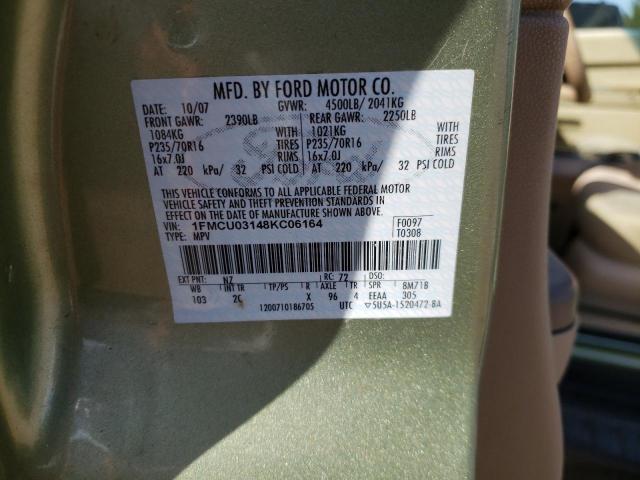 MFD. BY FORD MOTOR CO.
DATE: 10/07 GVWR: 4500LB/ 2041KG
FRONT GAWR: 2390LB REAR GAWR: 2250LB
1084KG WITH 1021KG WITH
P235/70R16 TIRES P235/70R16 TIRES
16x7.0J RIMS 16x7.0J RIMS
AT 220 kPa/ 32 PSI COLD AT 220 kPa/ 32 PSI COLD
THIS VEHICLE CONFORMS TO ALL APPLICABLE FEDERAL MOTOR
VEHICLE SAFETY AND THEFT PREVENTION STANDARDS IN
EFFECT ON THE DATE OF MANUFACTURE SHOWN ABOVE.
VIN: 1FMCU03148KC06164 F0097
TYPE: MPV T0308
EXT PNT: N7 RC: 72 DSO:
WB INT TR TP/PS R AXLE TR SPR 8M71B
103 2C X 96 4 EEAA 305
1200710186705 UTC ▽5U5A-1520472-BA